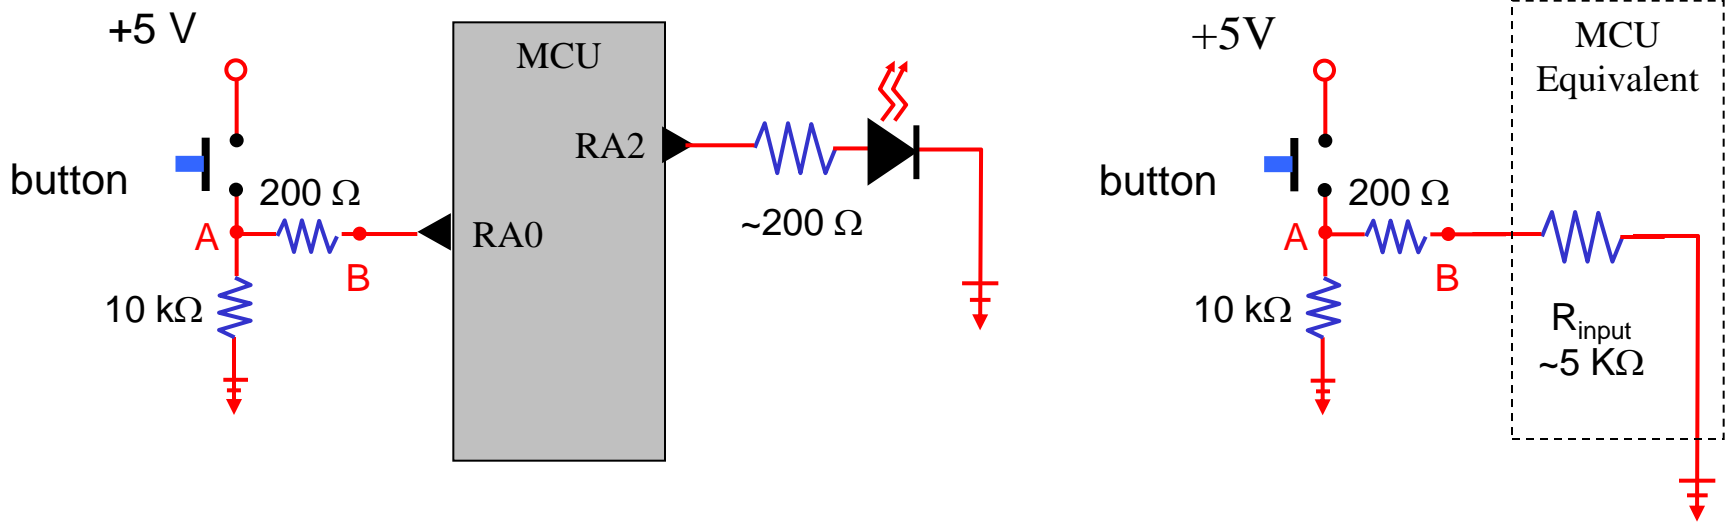 +5 V
MCU
RA2
button
200 Ω
A
RA0
B
~200 Ω
10 kΩ
+5V
MCU
Equivalent
button
200 Ω
A
B
10 kΩ
Rinput
~5 KΩ